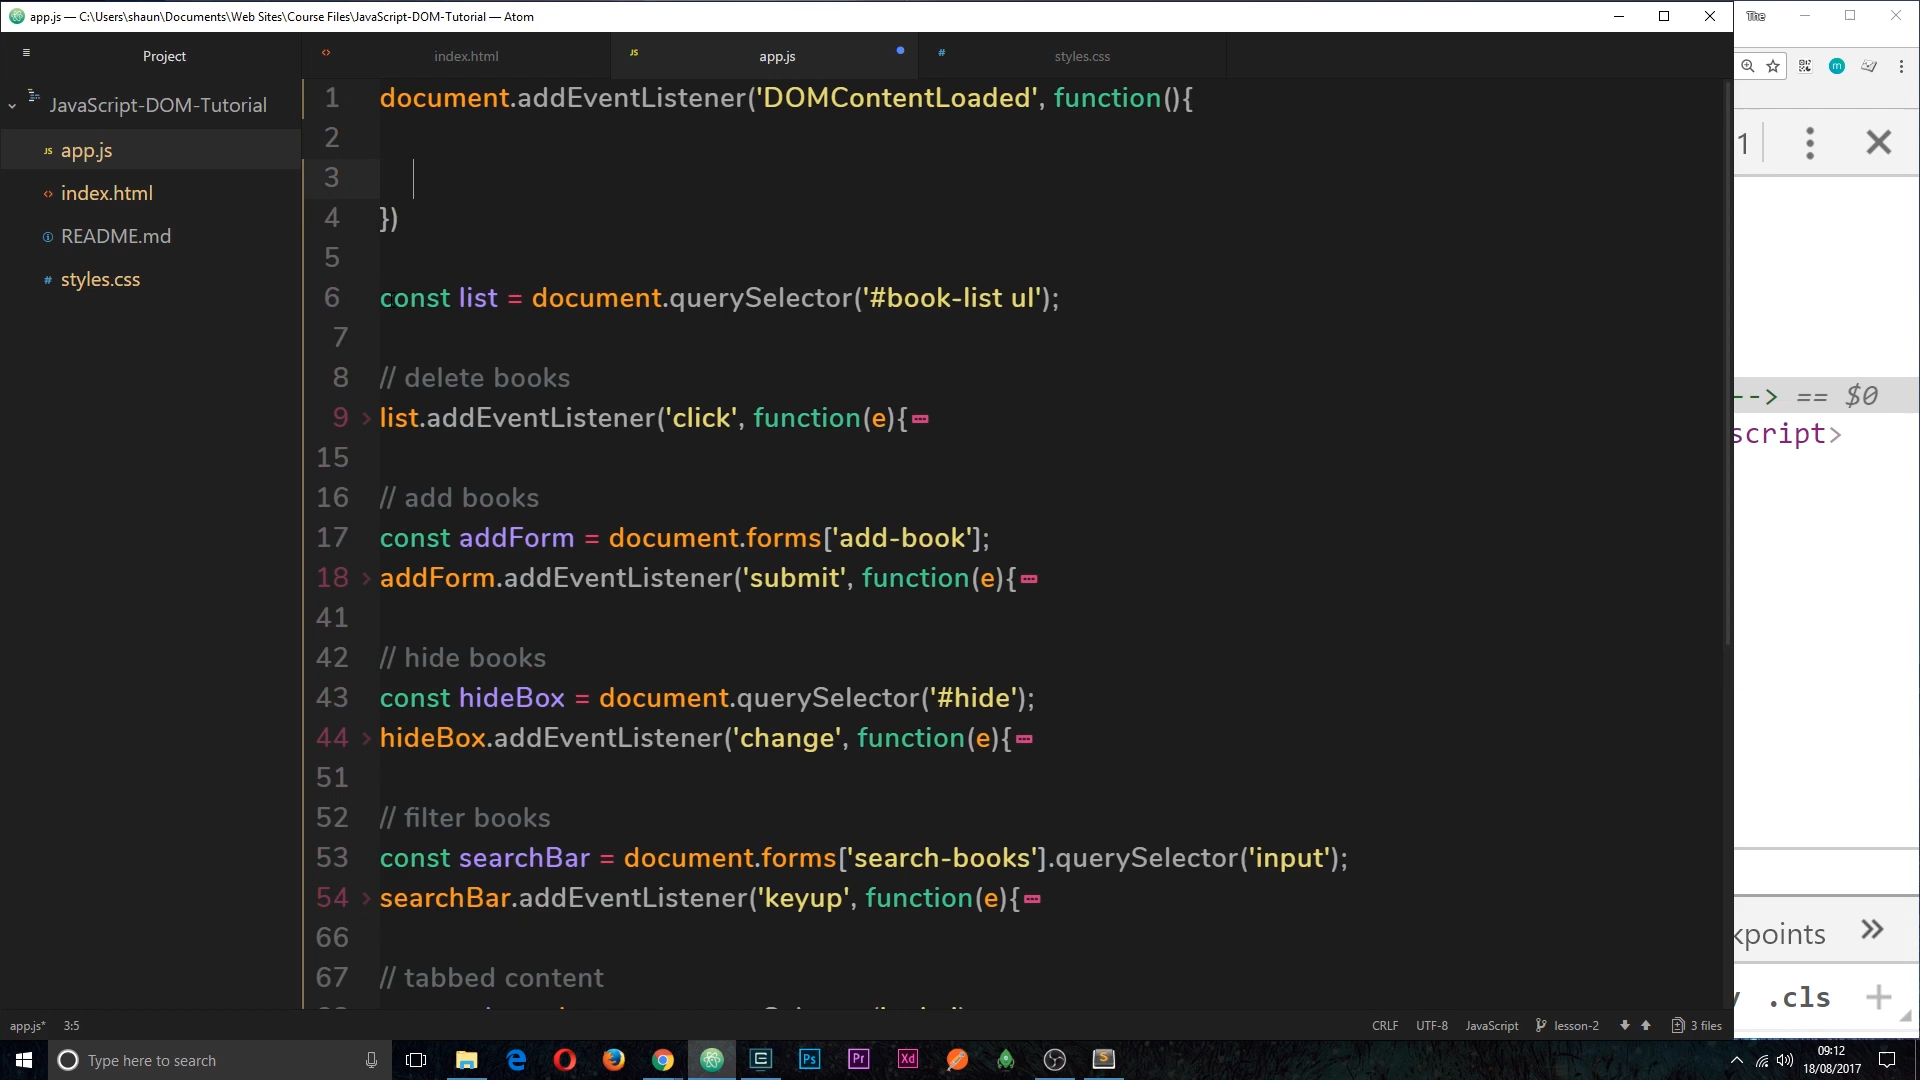 app.js — C:\Users\shaun\Documents\Web Sites\Course Files\JavaScript-DOM-Tutorial — Atom
The
Project
index.html
app.js
styles.css
JavaScript-DOM-Tutorial
app.js
index.html
README.md
styles.css
1 document.addEventListener('DOMContentLoaded', function(){
2
3
4 })
5
6 const list = document.querySelector('#book-list ul');
7
8 // delete books
9 list.addEventListener('click', function(e){
15
16 // add books
17 const addForm = document.forms['add-book'];
18 addForm.addEventListener('submit', function(e){
41
42 // hide books
43 const hideBox = document.querySelector('#hide');
44 hideBox.addEventListener('change', function(e){
51
52 // filter books
53 const searchBar = document.forms['search-books'].querySelector('input');
54 searchBar.addEventListener('keyup', function(e){
66
67 // tabbed content
1
--> == $0
script>
kpoints
.cls
app.js* 3:5
CRLF UTF-8 JavaScript lesson-2 3 files
Type here to search
Ps
Pr
Xd
09:12
18/08/2017